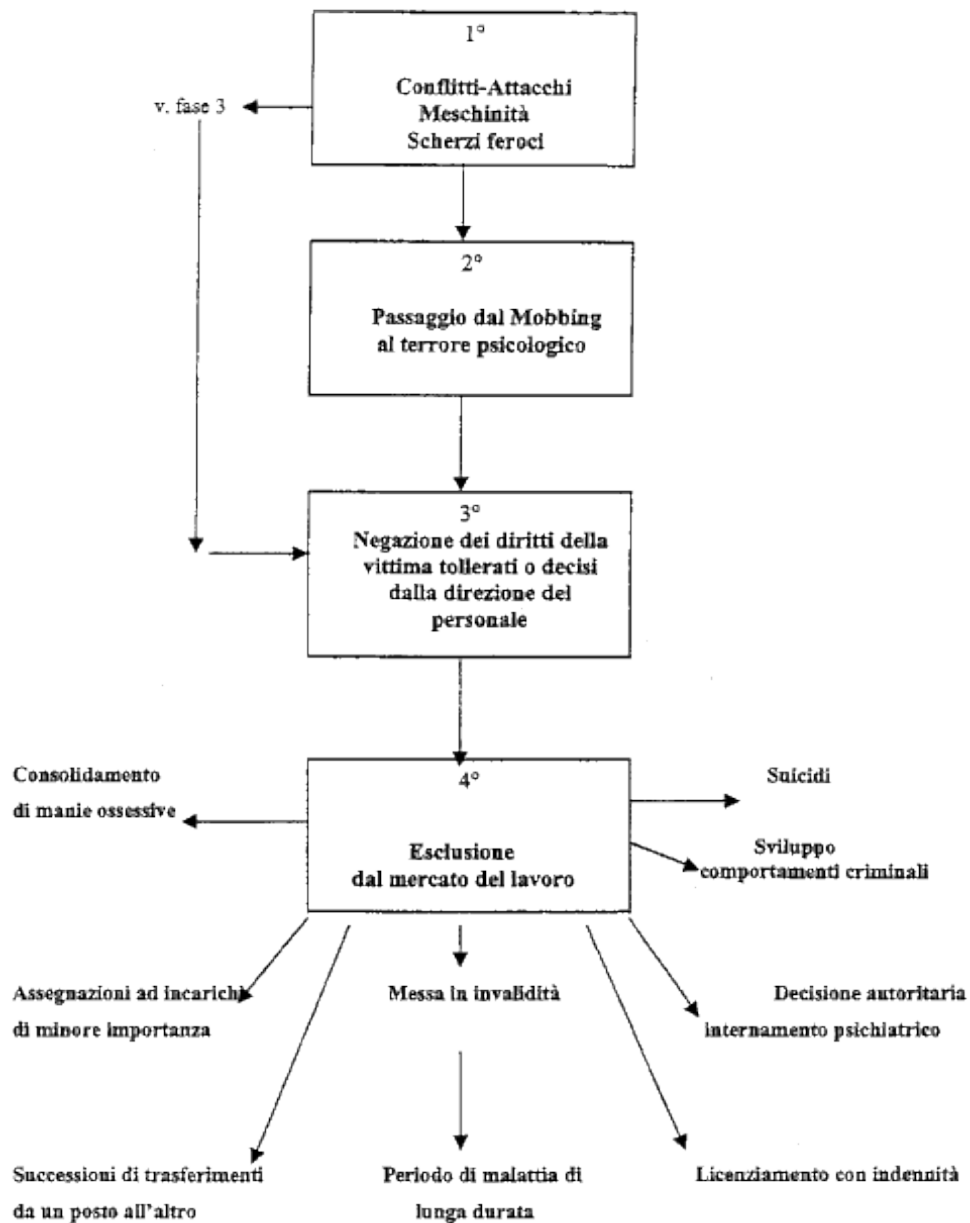 1°
Conflitti-Attacchi
Meschinità
Scherzi feroci
v. fase 3
2°
Passaggio dal Mobbing
al terrore psicologico
3°
Negazione dei diritti della
vittima tollerati o decisi
dalla direzione del
personale
4°
Esclusione
dal mercato del lavoro
Consolidamento
di manie ossessive
Suicidi
Sviluppo
comportamenti criminali
Assegnazioni ad incarichi
di minore importanza
Messa in invalidità
Decisione autoritaria
internamento psichiatrico
Successioni di trasferimenti
da un posto all'altro
Periodo di malattia di
lunga durata
Licenziamento con indennità